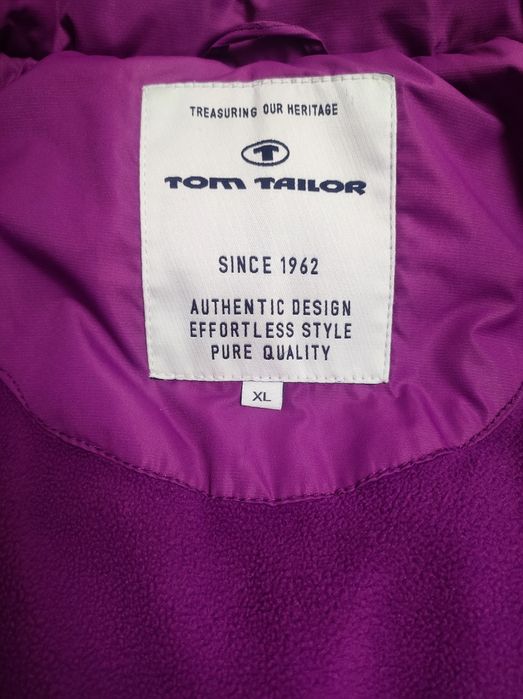 TREASURING OUR HERITAGE
T
TOM TAILOR
SINCE 1962
AUTHENTIC DESIGN
EFFORTLESS STYLE
PURE QUALITY
XL